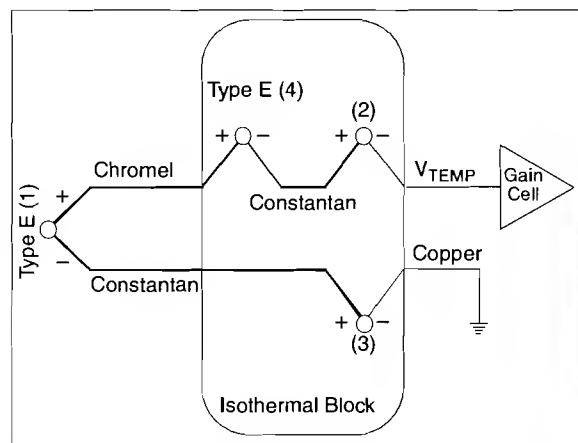 Type E (4)
+ −
(2)
+ −
Chromel
Constantan
V_TEMP
Gain
Cell
Type E (1)
+
−
Constantan
Copper
+ −
(3)
Isothermal Block